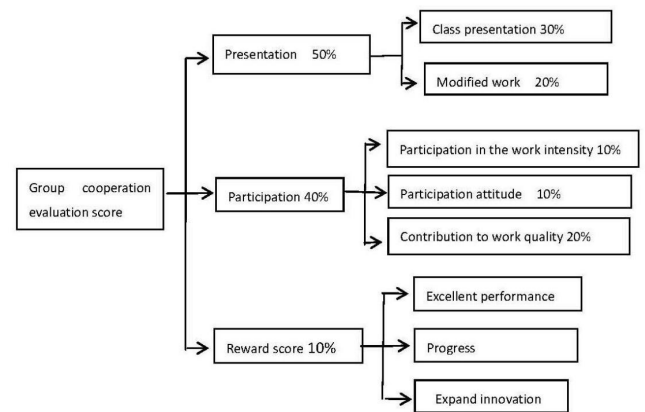 Class presentation 30%
Presentation 50%
Modified work 20%
Participation in the work intensity 10%
Group cooperation
evaluation score
Participation 40%
Participation attitude 10%
Contribution to work quality 20%
Excellent performance
Reward score 10%
Progress
Expand innovation